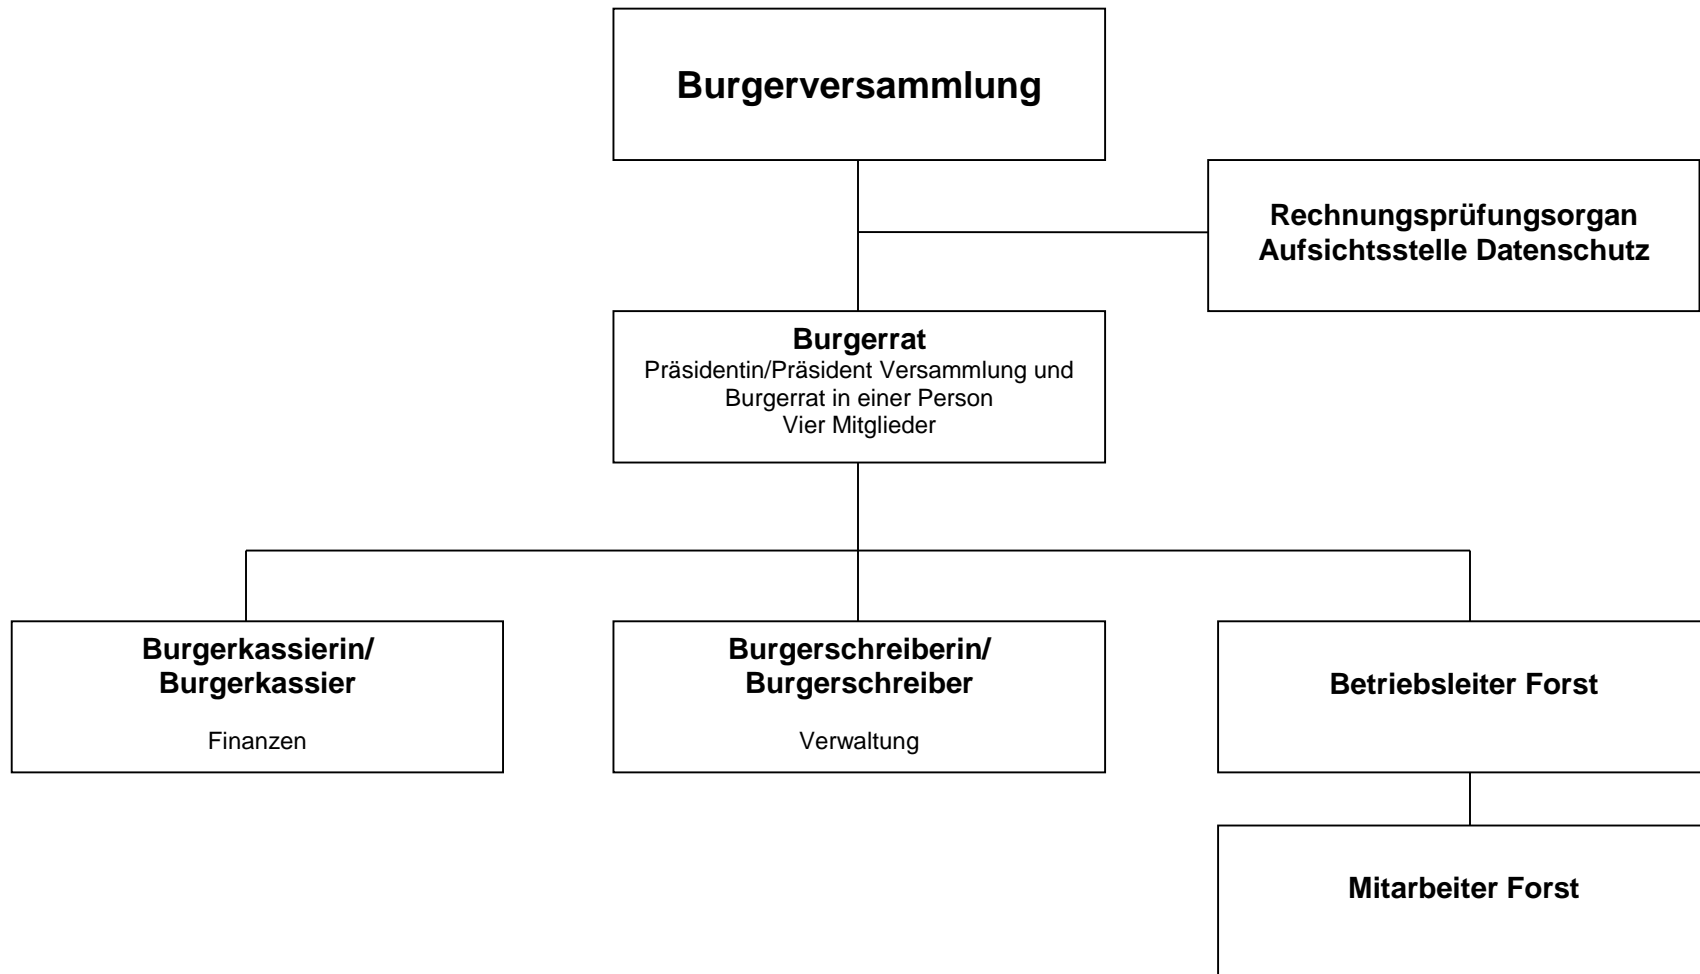 Burgerversammlung
Rechnungsprüfungsorgan
Aufsichtsstelle Datenschutz
Burgerrat
Präsidentin/Präsident Versammlung und
Burgerrat in einer Person
Vier Mitglieder
Burgerkassierin/
Burgerkassier
Finanzen
Burgerschreiberin/
Burgerschreiber
Verwaltung
Betriebsleiter Forst
Mitarbeiter Forst